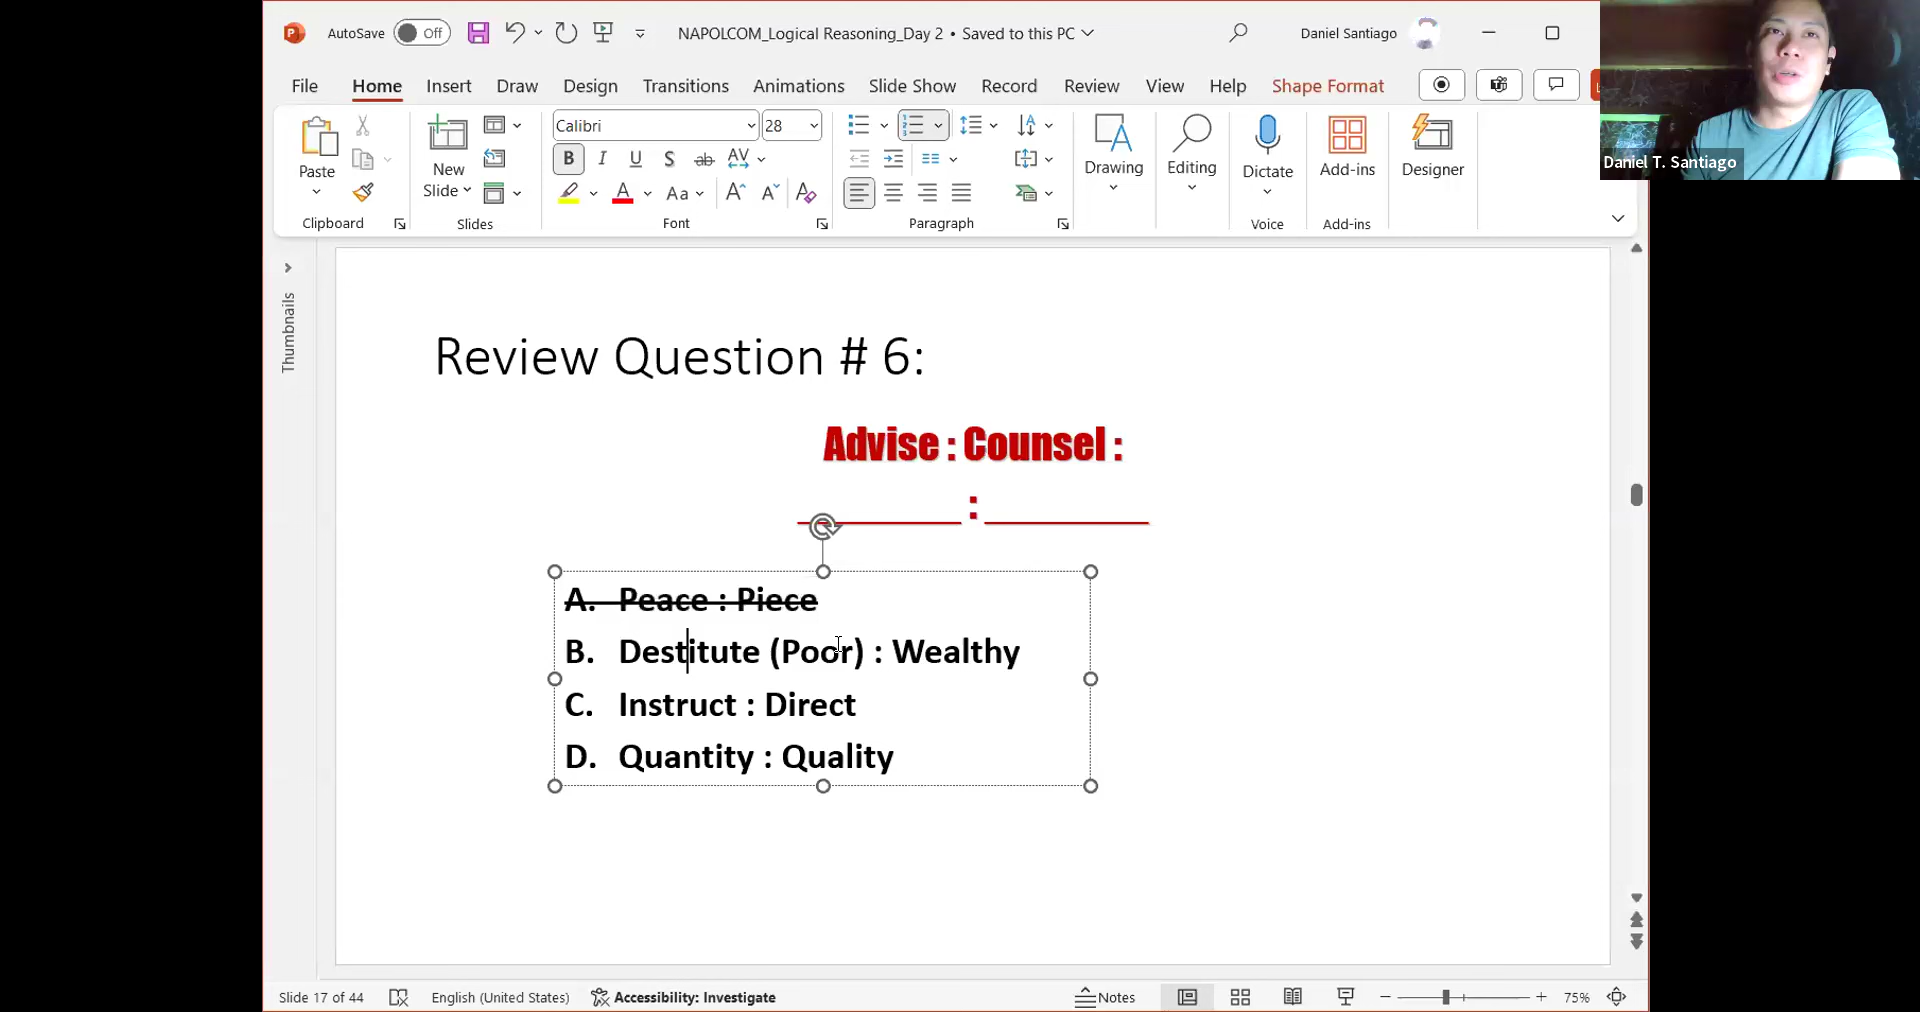 AutoSave Off NAPOLCOM_Logical Reasoning_Day 2 • Saved to this PC Daniel Santiago
File Home Insert Draw Design Transitions Animations Slide Show Record Review View Help Shape Format
Calibri 28
Paste New Slide Drawing Editing Dictate Add-ins Designer
Clipboard Slides Font Paragraph Voice Add-ins
Daniel T. Santiago
Thumbnails
Review Question # 6:
Advise : Counsel :
_________ : _________
A. Peace : Piece
B. Destitute (Poor) : Wealthy
C. Instruct : Direct
D. Quantity : Quality
Slide 17 of 44 English (United States) Accessibility: Investigate Notes 75%